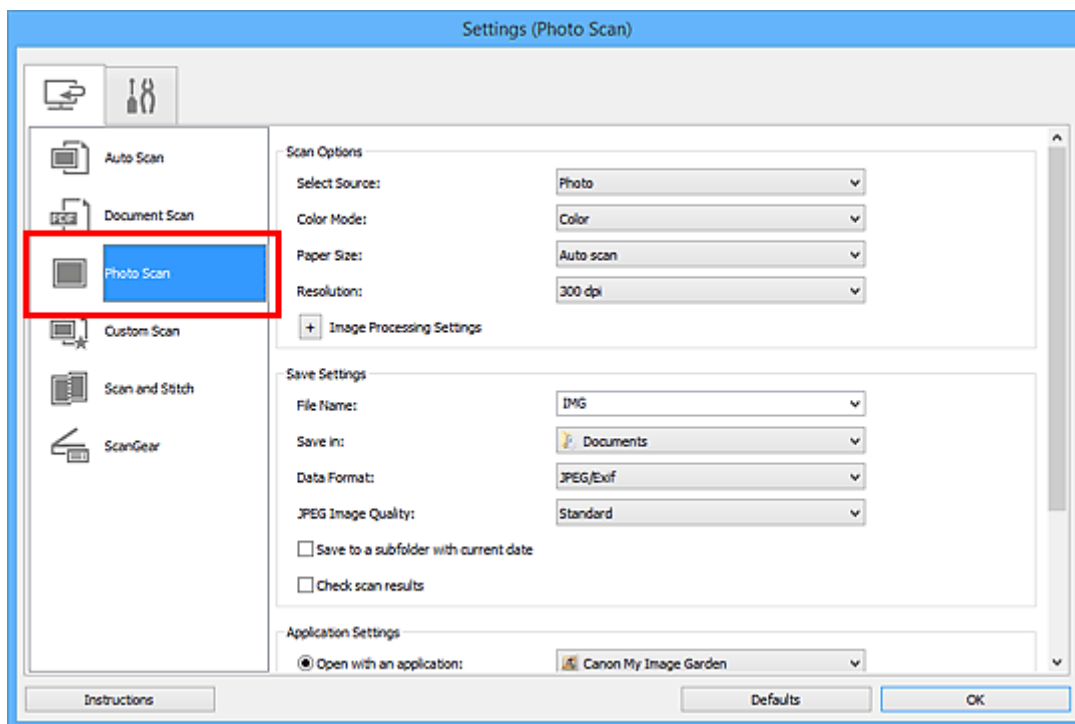 Settings (Photo Scan)
Auto Scan
PDF
Document Scan
Photo Scan
Custom Scan
Scan and Stitch
ScanGear
Scan Options
Select Source: Photo
Color Mode: Color
Paper Size: Auto scan
Resolution: 300 dpi
+ Image Processing Settings
Save Settings
File Name: IMG
Save in: Documents
Data Format: JPEG/Exif
JPEG Image Quality: Standard
Save to a subfolder with current date
Check scan results
Application Settings
Open with an application: Canon My Image Garden
Instructions Defaults OK